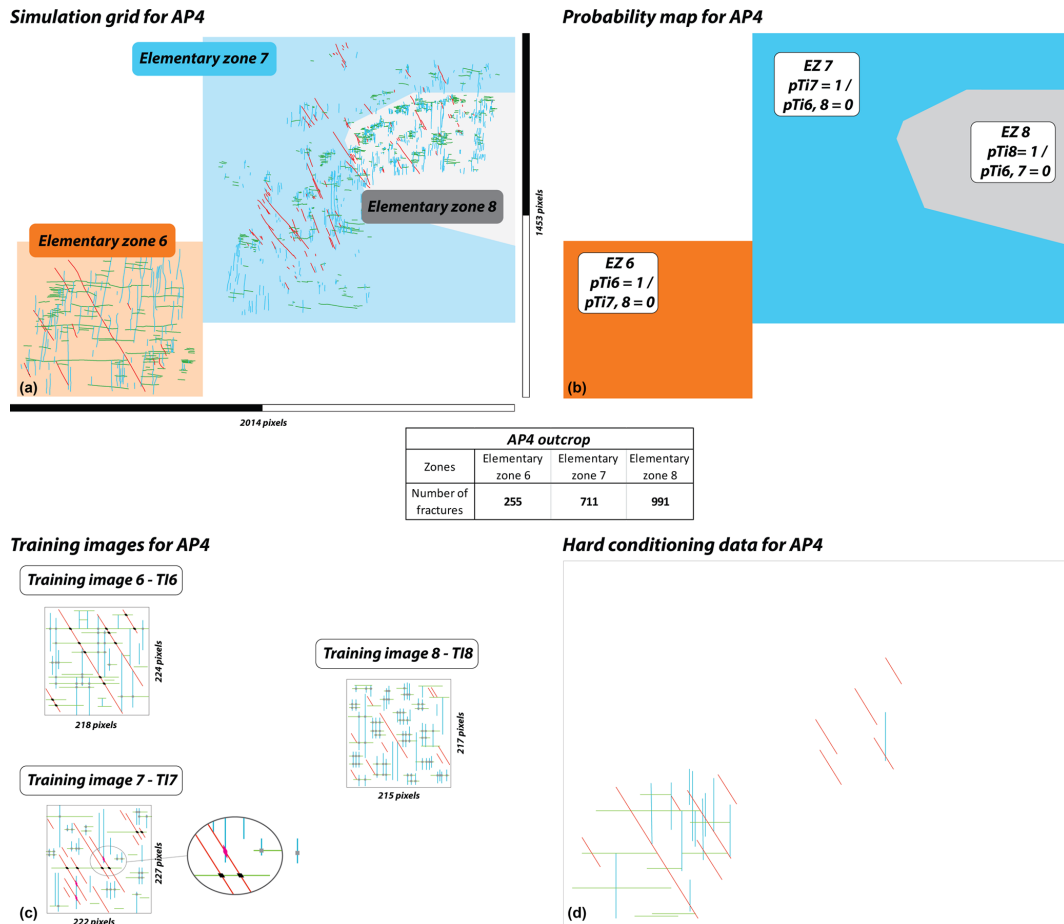 Simulation grid for AP4
Elementary zone 7
Elementary zone 8
Elementary zone 6
(a)
2014 pixels
1453 pixels
Probability map for AP4
EZ 7
pTi7 = 1 /
pTi6, 8 = 0
EZ 8
pTi8= 1 /
pTi6, 7 = 0
EZ 6
pTi6 = 1 /
pTi7, 8 = 0
(b)
AP4 outcrop
Zones
Elementary zone 6
Elementary zone 7
Elementary zone 8
Number of fractures
255
711
991
Training images for AP4
Training image 6 - TI6
224 pixels
218 pixels
Training image 8 - TI8
217 pixels
215 pixels
Training image 7 - TI7
227 pixels
222 pixels
(c)
Hard conditioning data for AP4
(d)